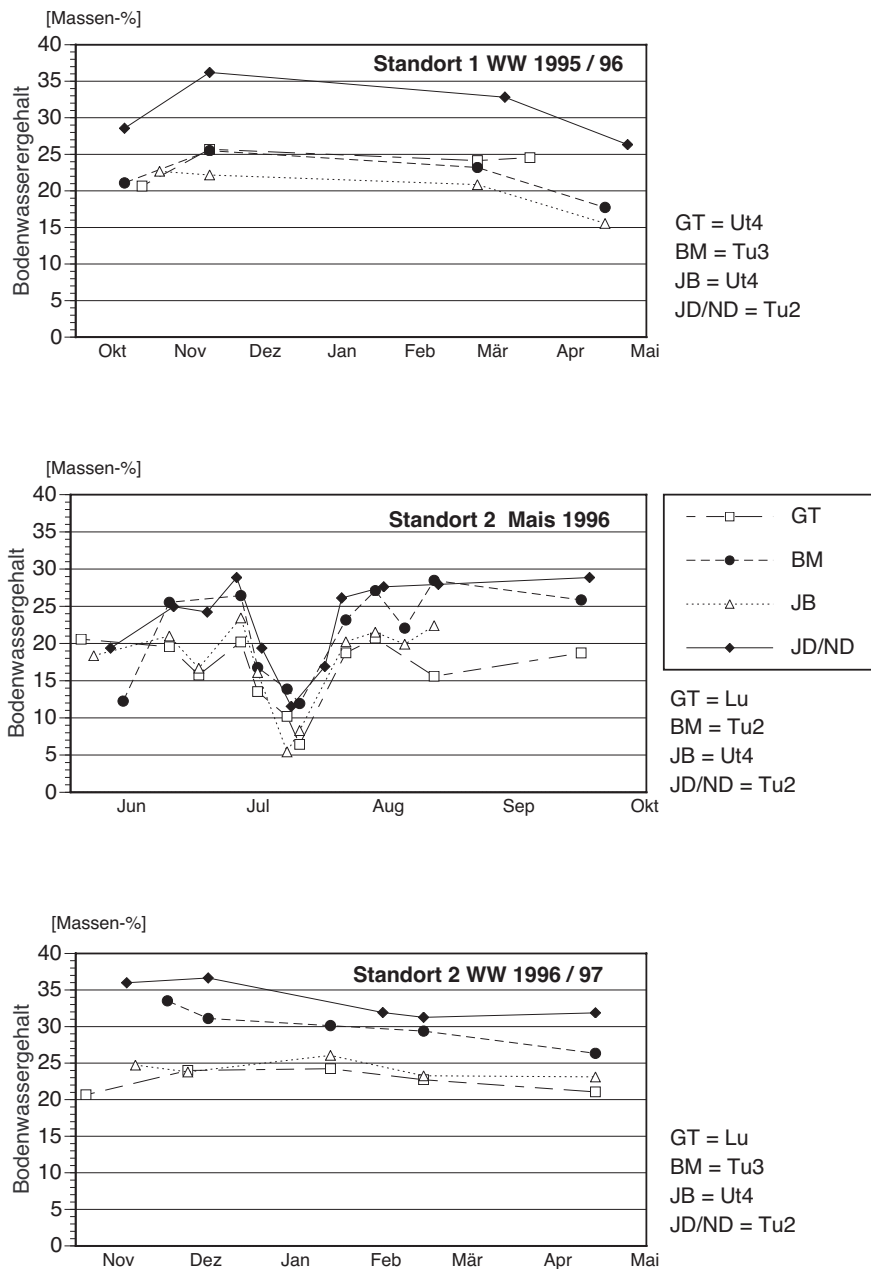 [Massen-%]
Standort 1 WW 1995 / 96
40
35
30
25
20
15
10
5
0
Bodenwasserergehalt
Okt Nov Dez Jan Feb Mär Apr Mai
GT = Ut4
BM = Tu3
JB = Ut4
JD/ND = Tu2
[Massen-%]
Standort 2 Mais 1996
40
35
30
25
20
15
10
5
0
Bodenwassergehalt
Jun Jul Aug Sep Okt
GT
BM
JB
JD/ND
GT = Lu
BM = Tu2
JB = Ut4
JD/ND = Tu2
[Massen-%]
Standort 2 WW 1996 / 97
40
35
30
25
20
15
10
5
0
Bodenwassergehalt
Nov Dez Jan Feb Mär Apr Mai
GT = Lu
BM = Tu3
JB = Ut4
JD/ND = Tu2